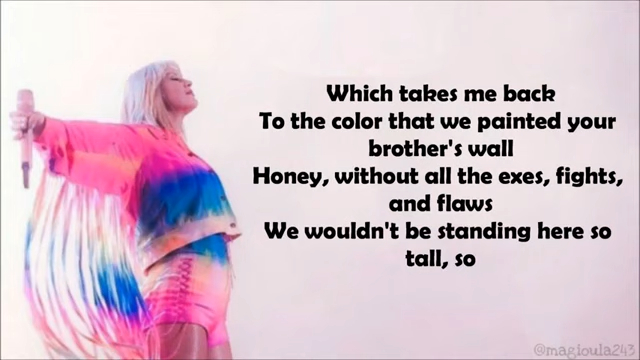 Which takes me back
To the color that we painted your
brother's wall
Honey, without all the exes, fights,
and flaws
We wouldn't be standing here so
tall, so
@magioula243